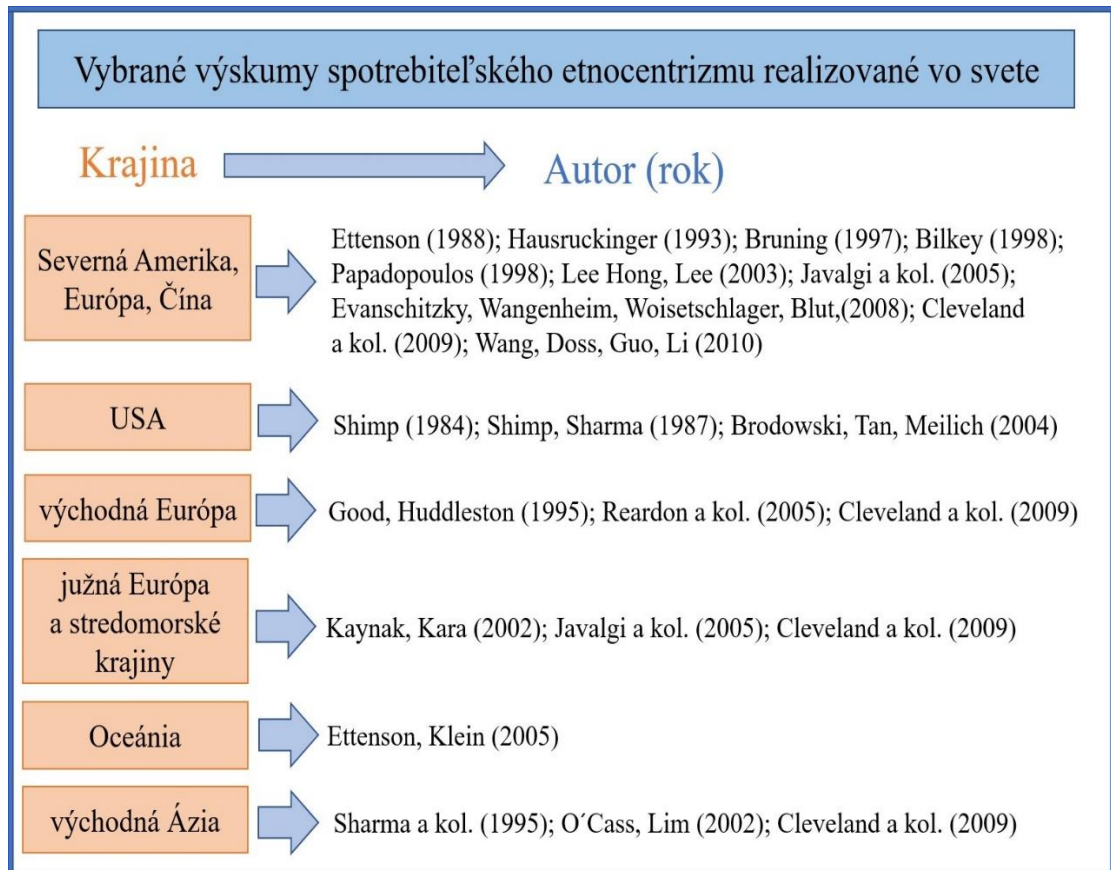 Vybrané výskumy spotrebiteľského etnocentrizmu realizované vo svete
Krajina
Autor (rok)
Severná Amerika,
Európa, Čína
Ettenson (1988); Hausruckinger (1993); Bruning (1997); Bilkey (1998);
Papadopoulos (1998); Lee Hong, Lee (2003); Javalgi a kol. (2005);
Evanschitzky, Wangenheim, Woisetschlager, Blut,(2008); Cleveland
a kol. (2009); Wang, Doss, Guo, Li (2010)
USA
Shimp (1984); Shimp, Sharma (1987); Brodowski, Tan, Meilich (2004)
východná Európa
Good, Huddleston (1995); Reardon a kol. (2005); Cleveland a kol. (2009)
južná Európa
a stredomorské
krajiny
Kaynak, Kara (2002); Javalgi a kol. (2005); Cleveland a kol. (2009)
Oceánia
Ettenson, Klein (2005)
východná Ázia
Sharma a kol. (1995); O´Cass, Lim (2002); Cleveland a kol. (2009)